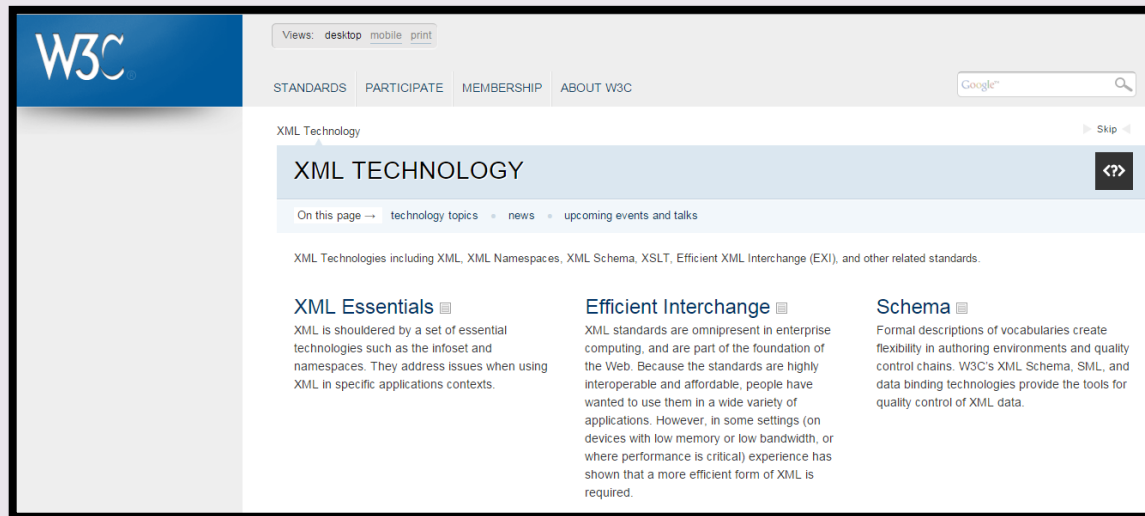 W3C®
Views: desktop mobile print
STANDARDS PARTICIPATE MEMBERSHIP ABOUT W3C
Google™
XML Technology
Skip
XML TECHNOLOGY
<?>
On this page → technology topics • news • upcoming events and talks
XML Technologies including XML, XML Namespaces, XML Schema, XSLT, Efficient XML Interchange (EXI), and other related standards.
XML Essentials
XML is shouldered by a set of essential
technologies such as the infoset and
namespaces. They address issues when using
XML in specific applications contexts.
Efficient Interchange
XML standards are omnipresent in enterprise
computing, and are part of the foundation of
the Web. Because the standards are highly
interoperable and affordable, people have
wanted to use them in a wide variety of
applications. However, in some settings (on
devices with low memory or low bandwidth, or
where performance is critical) experience has
shown that a more efficient form of XML is
required.
Schema
Formal descriptions of vocabularies create
flexibility in authoring environments and quality
control chains. W3C's XML Schema, SML, and
data binding technologies provide the tools for
quality control of XML data.